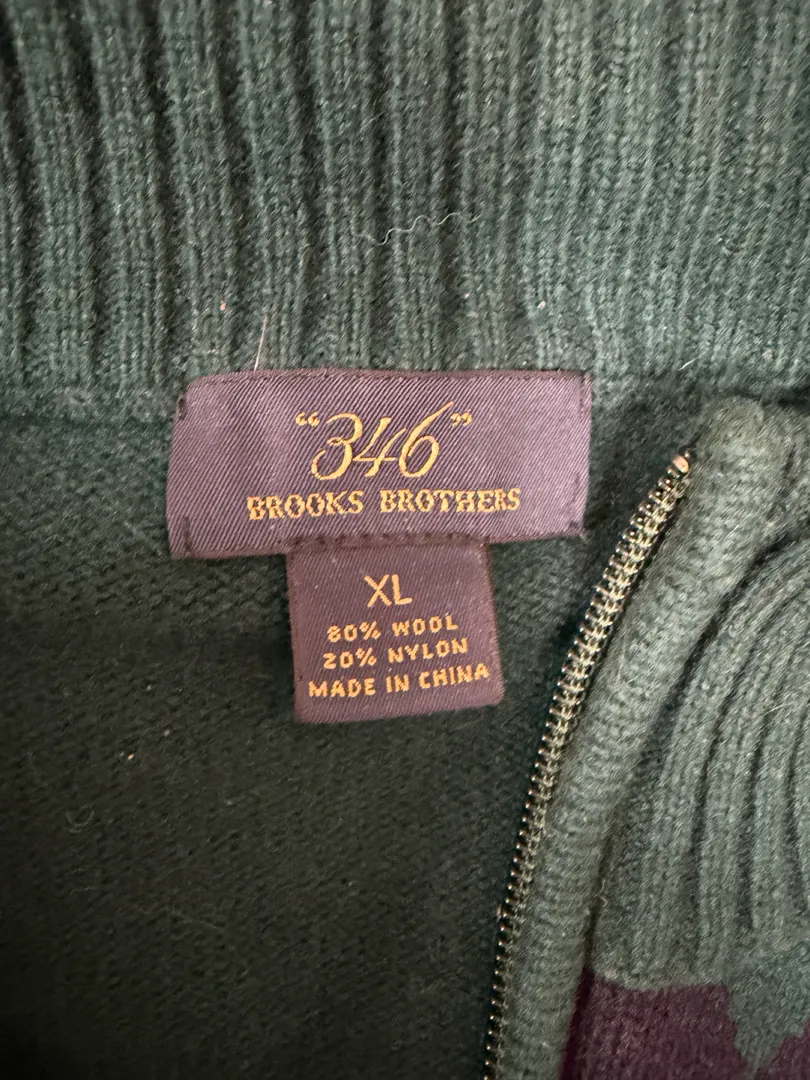 “346”
BROOKS BROTHERS
XL
80% WOOL
20% NYLON
MADE IN CHINA